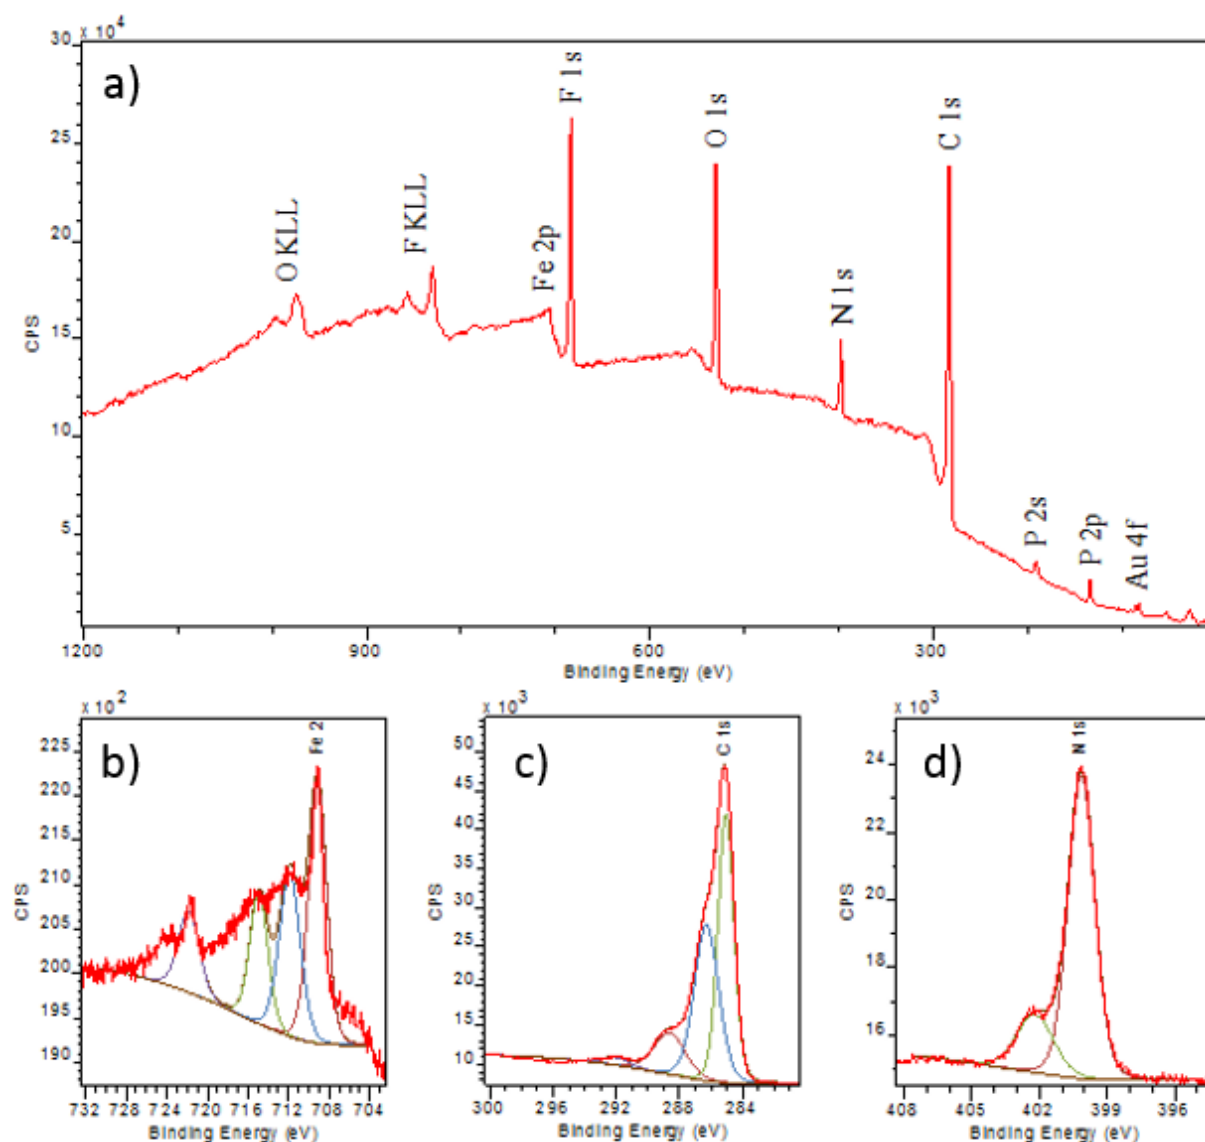 x 10^4
30
25
20
15
10
5
CPS
a)
O KLL
F KLL
Fe 2p
F 1s
O 1s
N 1s
C 1s
P 2s
P 2p
Au 4f
1200 900 600 300
Binding Energy (eV)
x 10^2
b)
Fe 2
225
220
215
210
205
200
195
190
CPS
732 728 724 720 716 712 708 704
Binding Energy (eV)
x 10^3
c)
C 1s
50
45
40
35
30
25
20
15
10
CPS
300 296 292 288 284
Binding Energy (eV)
x 10^3
d)
N 1s
24
22
20
18
16
CPS
408 405 402 399 396
Binding Energy (eV)